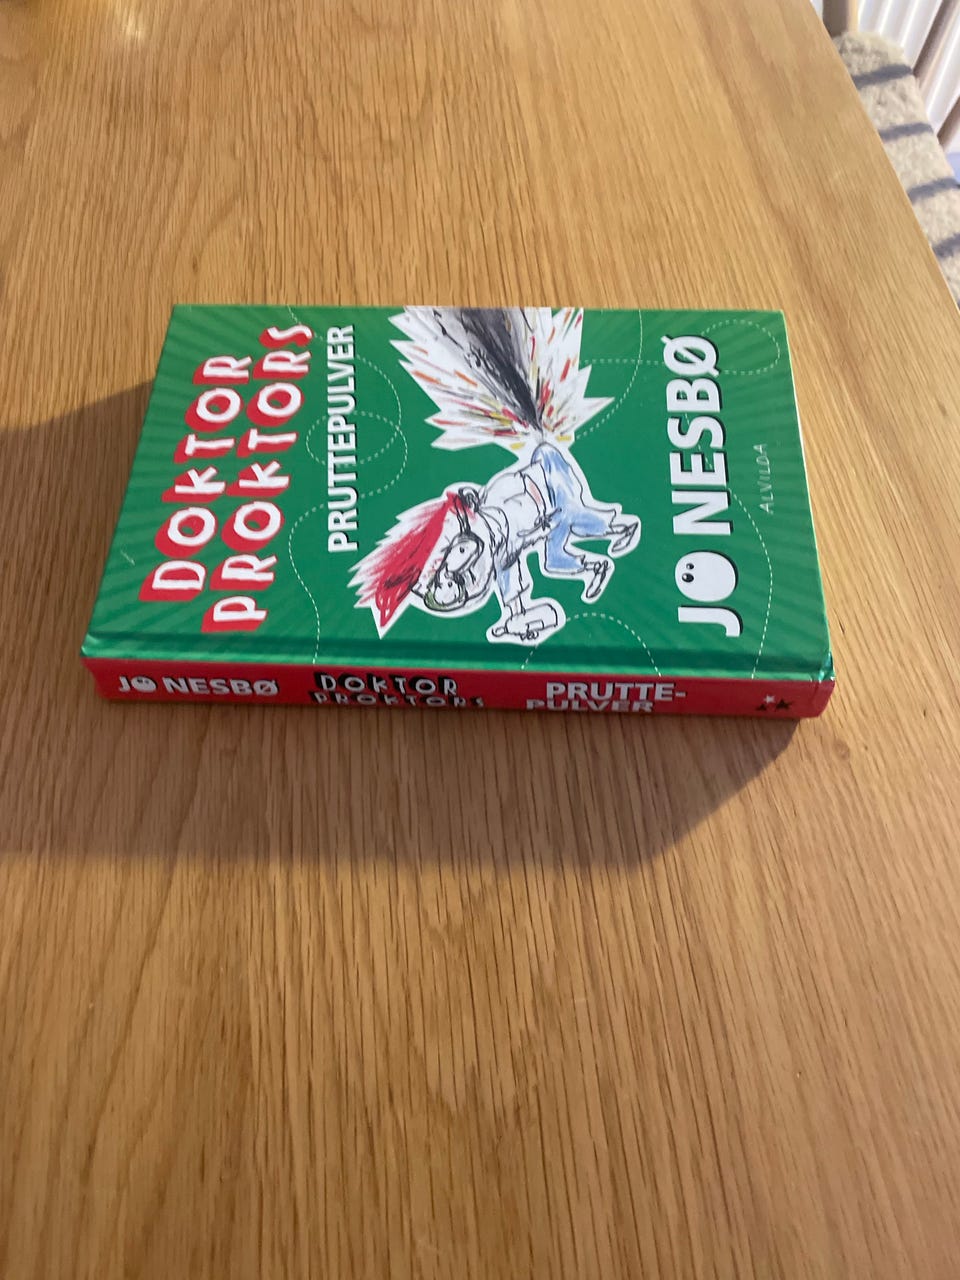 DOKTOR
PROKTORS
PRUTTEPULVER
JO NESBØ
ALVILDA
JO NESBØ
DOKTOR
PROKTORS
PRUTTE-
PULVER